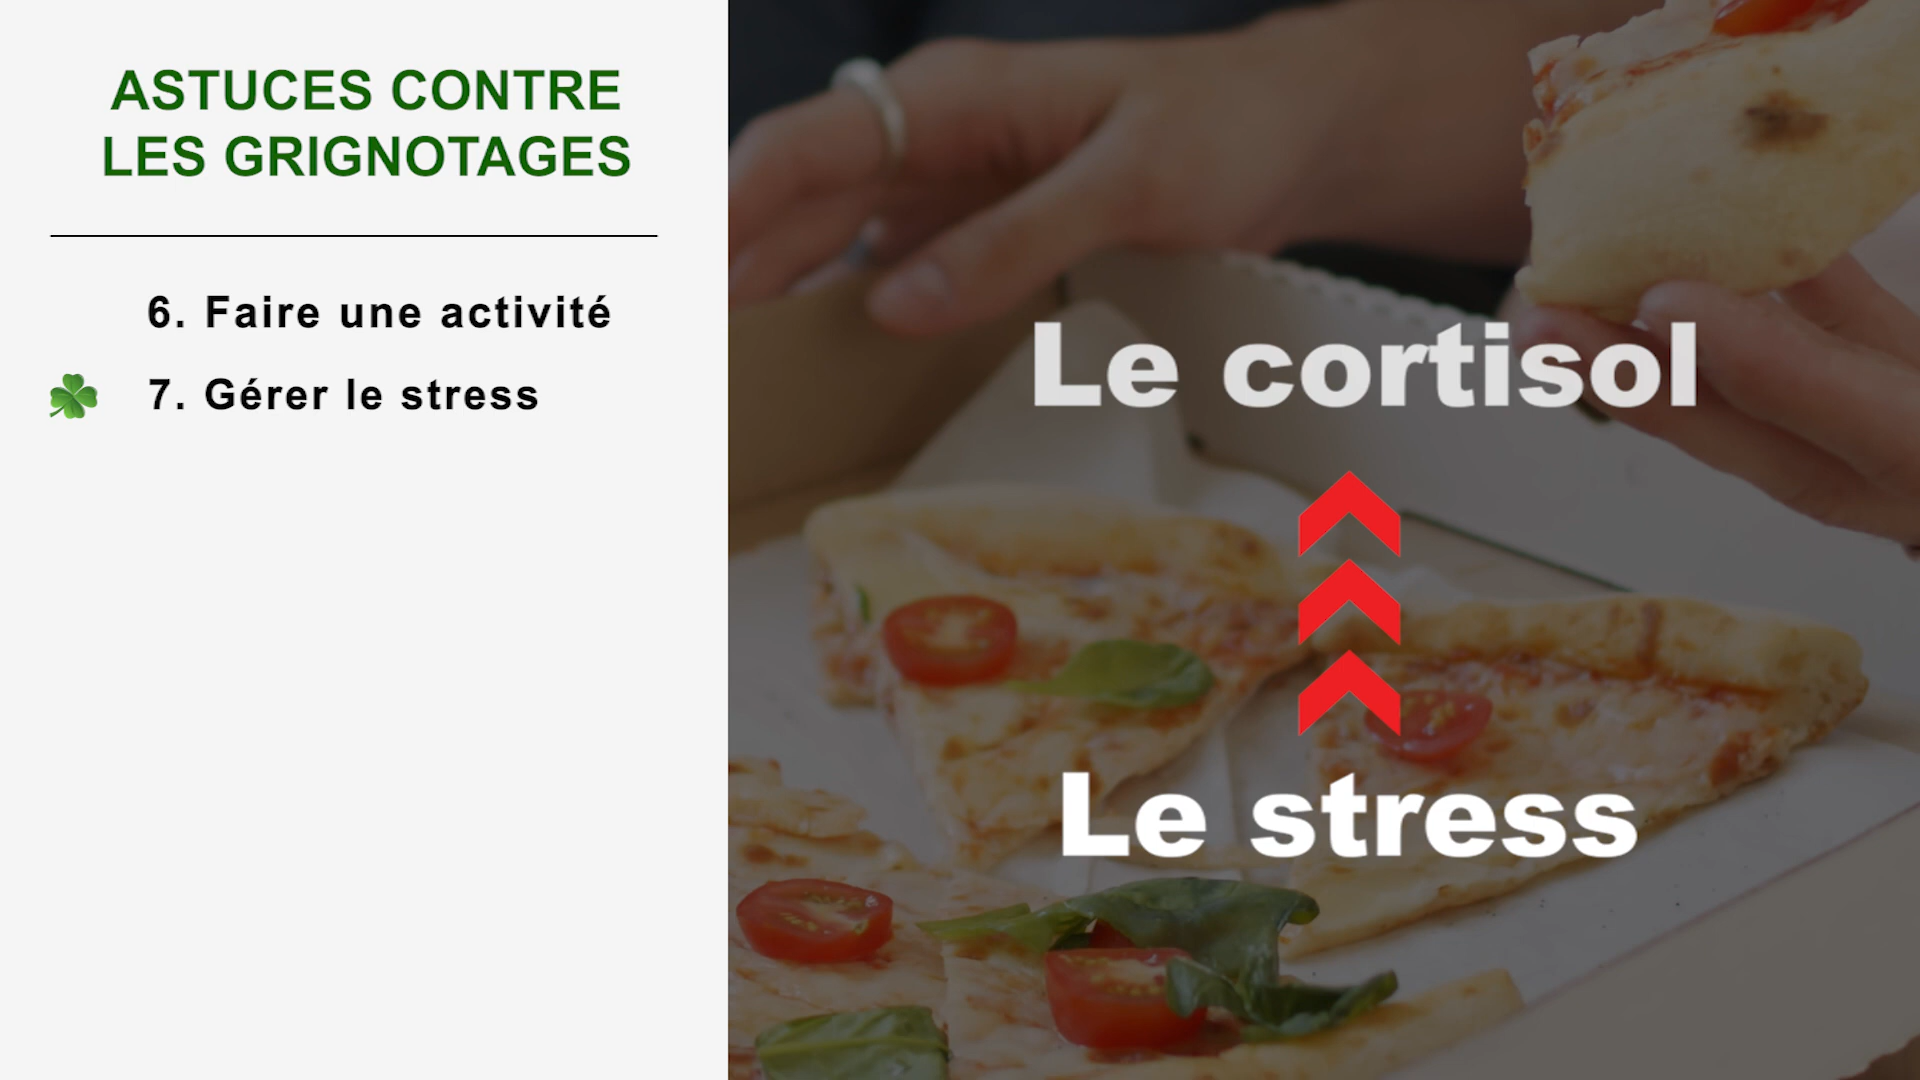 ASTUCES CONTRE
LES GRIGNOTAGES
6. Faire une activité
7. Gérer le stress
Le cortisol
Le stress